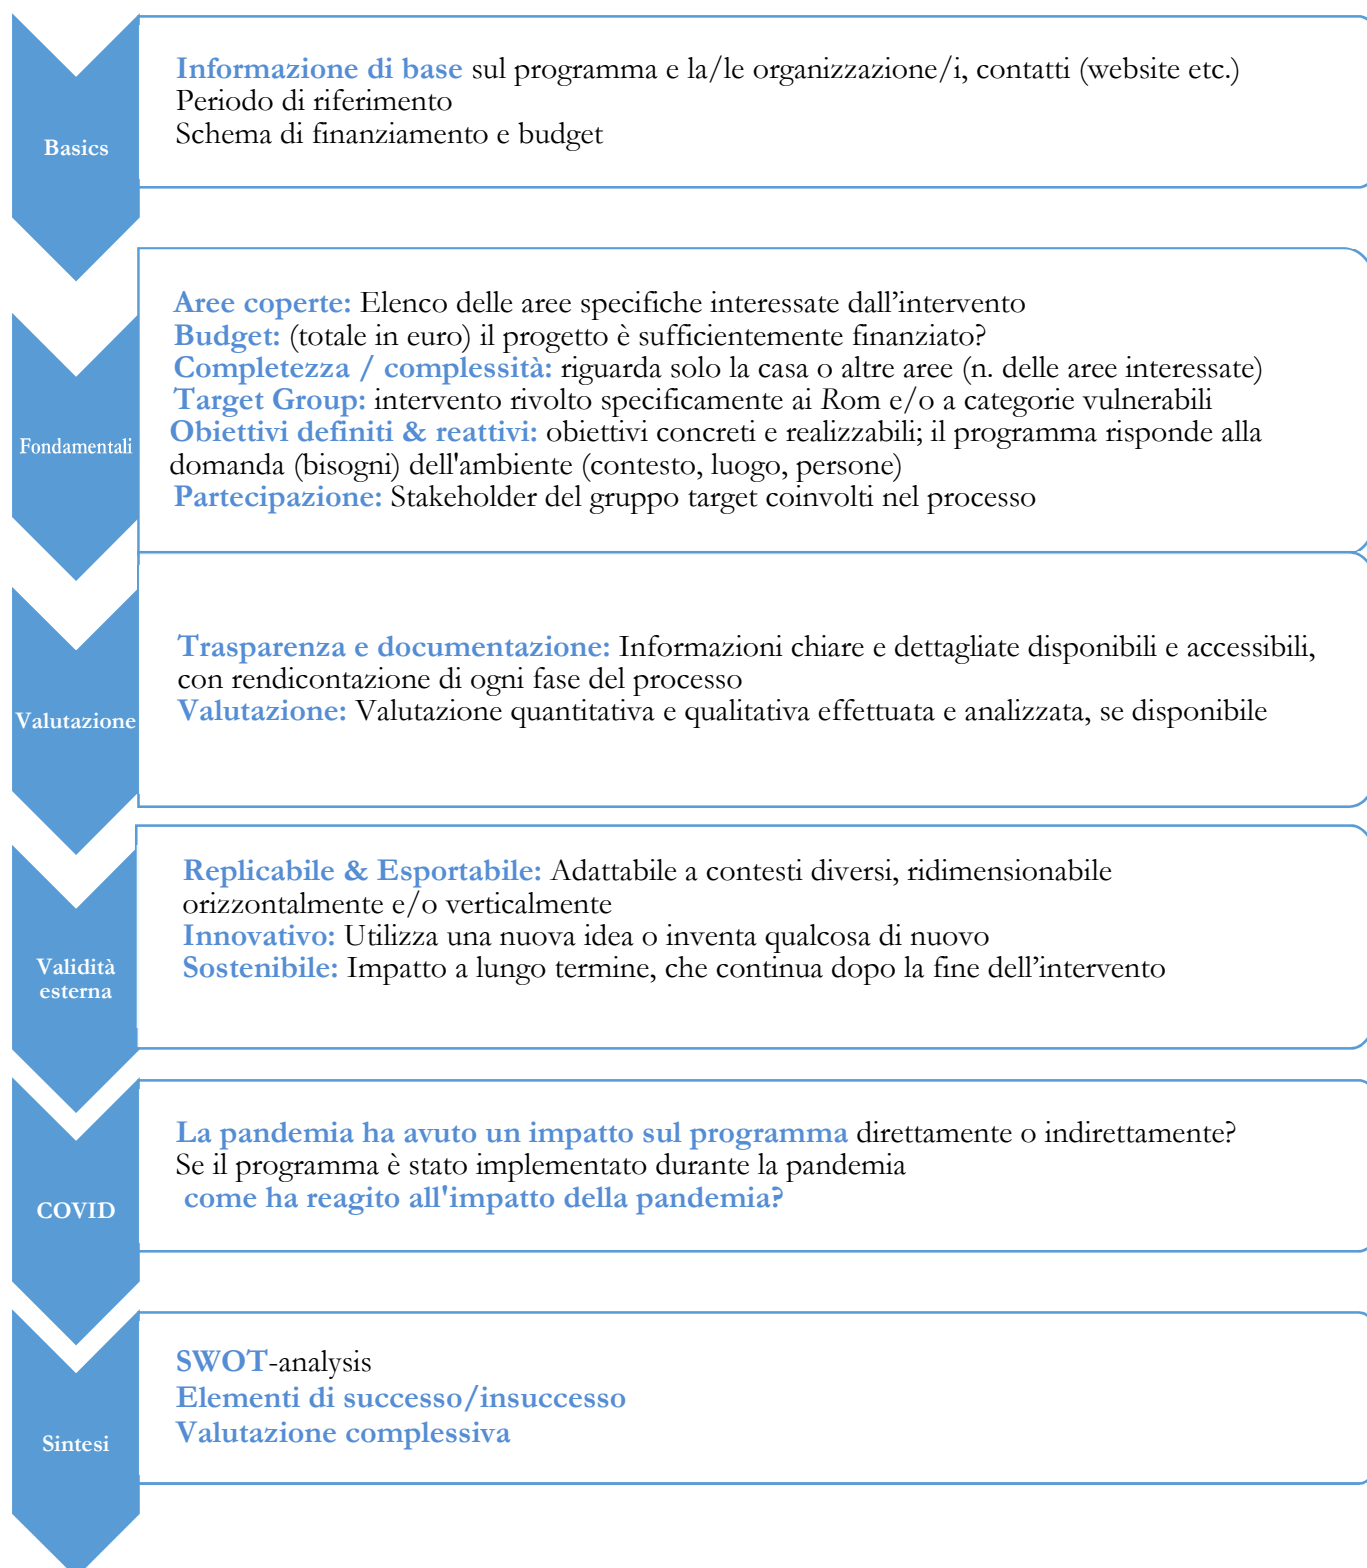 Basics
Informazione di base sul programma e la/le organizzazione/i, contatti (website etc.)
Periodo di riferimento
Schema di finanziamento e budget
Fondamentali
Aree coperte: Elenco delle aree specifiche interessate dall’intervento
Budget: (totale in euro) il progetto è sufficientemente finanziato?
Completezza / complessità: riguarda solo la casa o altre aree (n. delle aree interessate)
Target Group: intervento rivolto specificamente ai Rom e/o a categorie vulnerabili
Obiettivi definiti & reattivi: obiettivi concreti e realizzabili; il programma risponde alla
domanda (bisogni) dell'ambiente (contesto, luogo, persone)
Partecipazione: Stakeholder del gruppo target coinvolti nel processo
Valutazione
Trasparenza e documentazione: Informazioni chiare e dettagliate disponibili e accessibili,
con rendicontazione di ogni fase del processo
Valutazione: Valutazione quantitativa e qualitativa effettuata e analizzata, se disponibile
Validità
esterna
Replicabile & Esportabile: Adattabile a contesti diversi, ridimensionabile
orizzontalmente e/o verticalmente
Innovativo: Utilizza una nuova idea o inventa qualcosa di nuovo
Sostenibile: Impatto a lungo termine, che continua dopo la fine dell’intervento
COVID
La pandemia ha avuto un impatto sul programma direttamente o indirettamente?
Se il programma è stato implementato durante la pandemia
come ha reagito all'impatto della pandemia?
Sintesi
SWOT-analysis
Elementi di successo/insuccesso
Valutazione complessiva